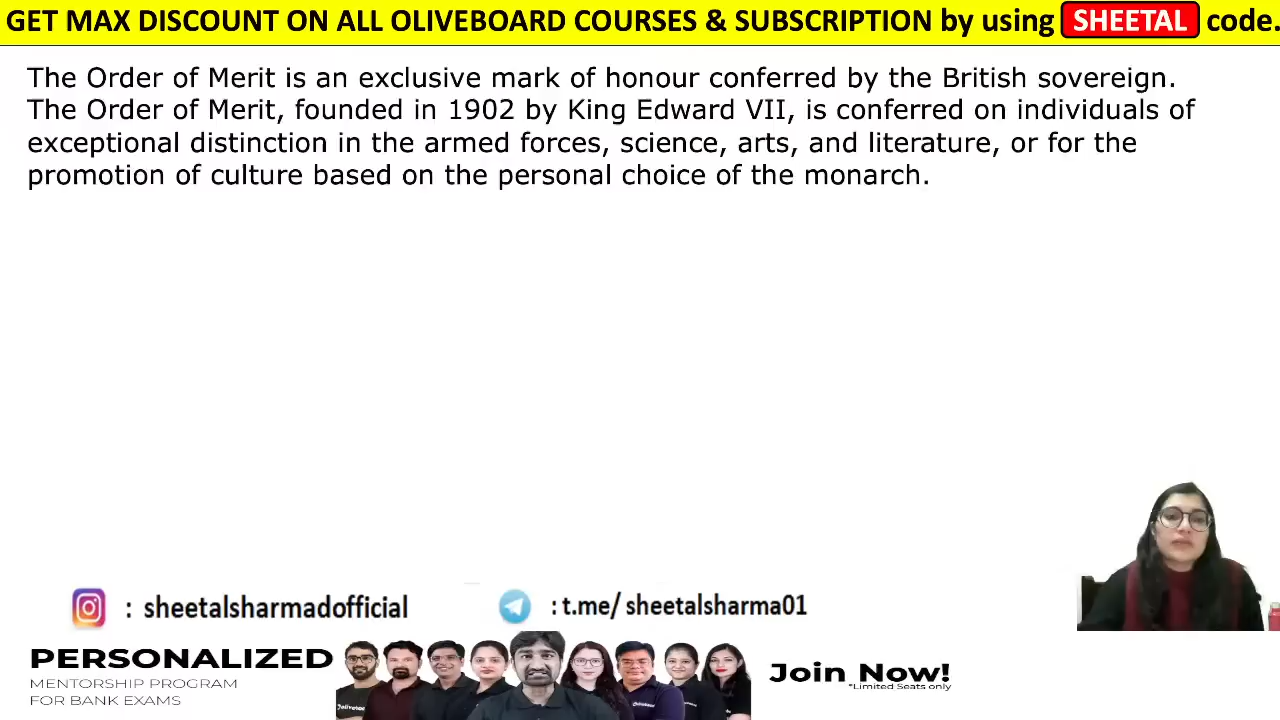 GET MAX DISCOUNT ON ALL OLIVEBOARD COURSES & SUBSCRIPTION by using SHEETAL code.
The Order of Merit is an exclusive mark of honour conferred by the British sovereign.
The Order of Merit, founded in 1902 by King Edward VII, is conferred on individuals of
exceptional distinction in the armed forces, science, arts, and literature, or for the
promotion of culture based on the personal choice of the monarch.
: sheetalsharmadofficial
: t.me/ sheetalsharma01
PERSONALIZED
MENTORSHIP PROGRAM
FOR BANK EXAMS
Join Now!
*Limited Seats only